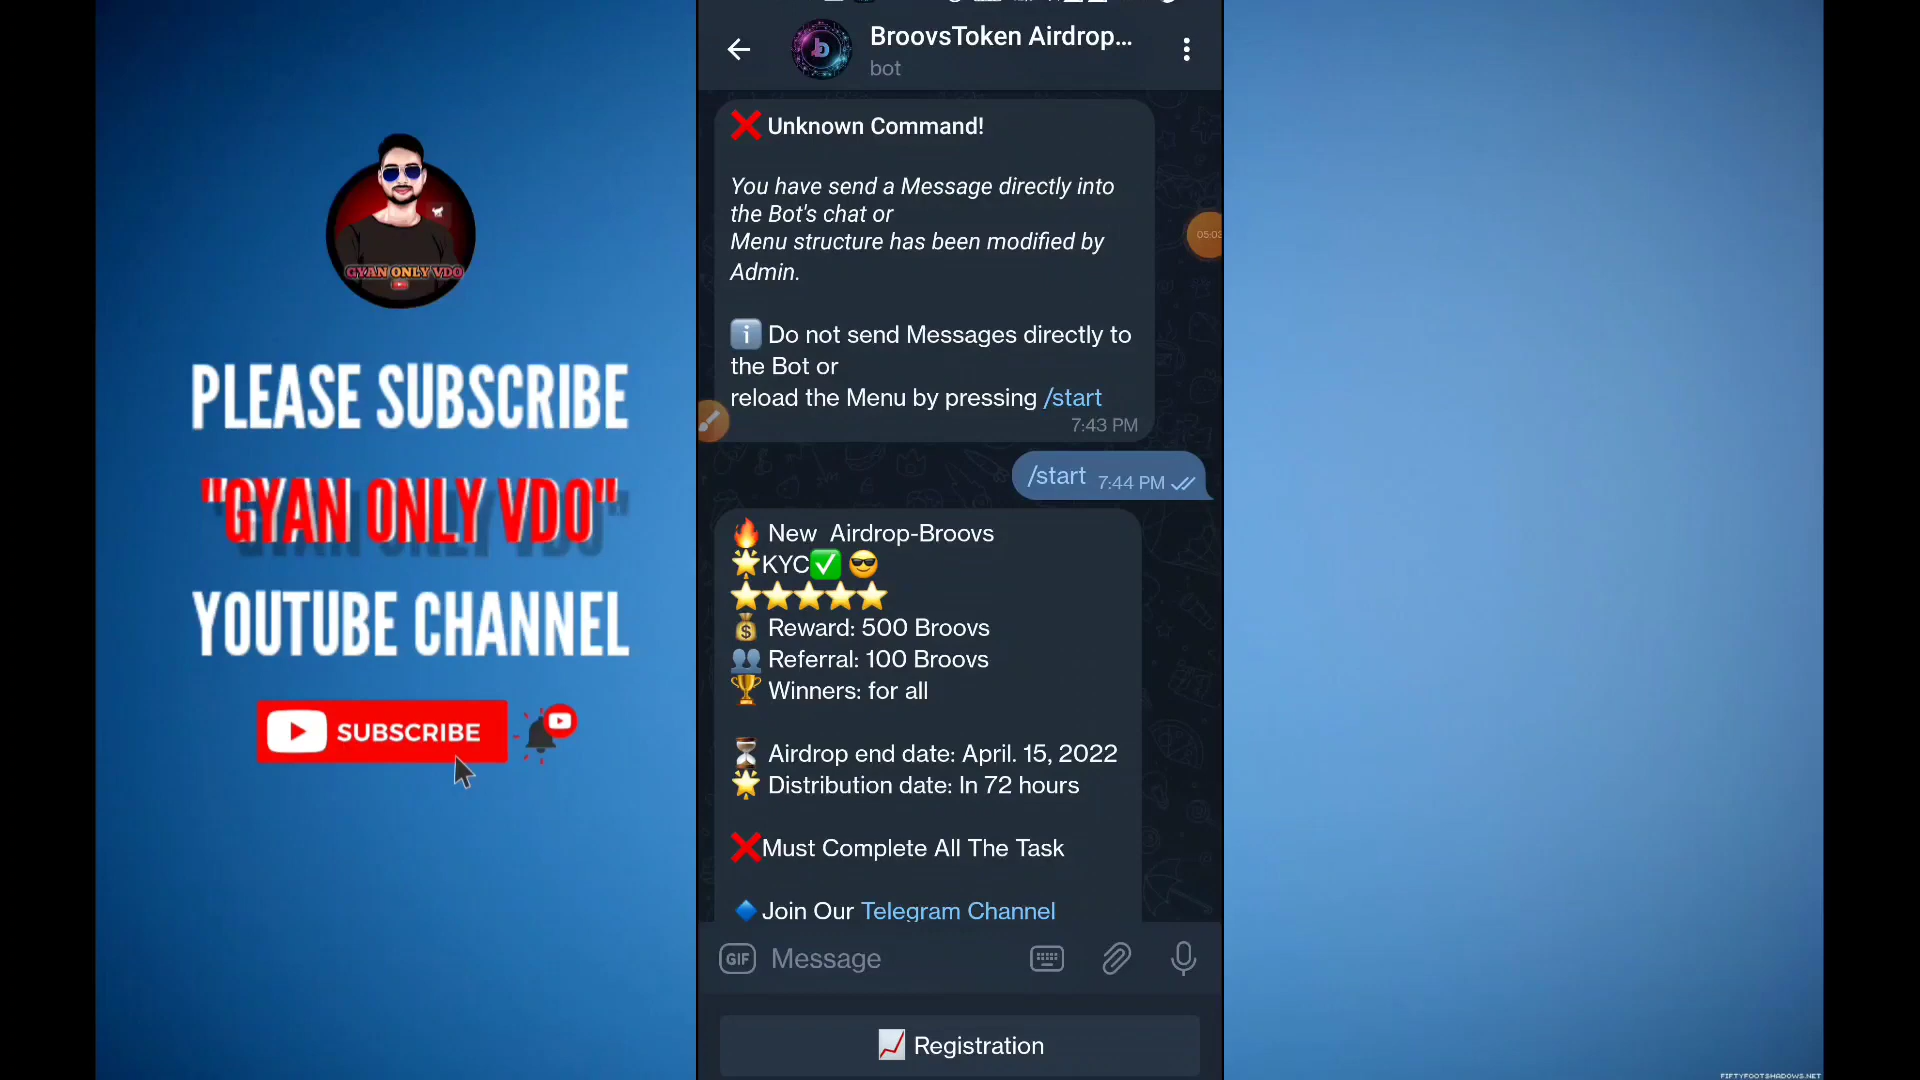 BroovsToken Airdrop...
bot
❌ Unknown Command!
You have send a Message directly into
the Bot's chat or
Menu structure has been modified by
Admin.
ℹ️ Do not send Messages directly to
the Bot or
reload the Menu by pressing /start
7:43 PM
/start 7:44 PM
🔥 New Airdrop-Broovs
🌟KYC✅ 😎
⭐⭐⭐⭐⭐
💰 Reward: 500 Broovs
👥 Referral: 100 Broovs
🏆 Winners: for all
⏳ Airdrop end date: April. 15, 2022
🌟 Distribution date: In 72 hours
❌Must Complete All The Task
🔷Join Our Telegram Channel
GIF Message
📈 Registration
GYAN ONLY VDO
PLEASE SUBSCRIBE
"GYAN ONLY VDO"
YOUTUBE CHANNEL
SUBSCRIBE
FIFTYFOOTSHADOWS.NET